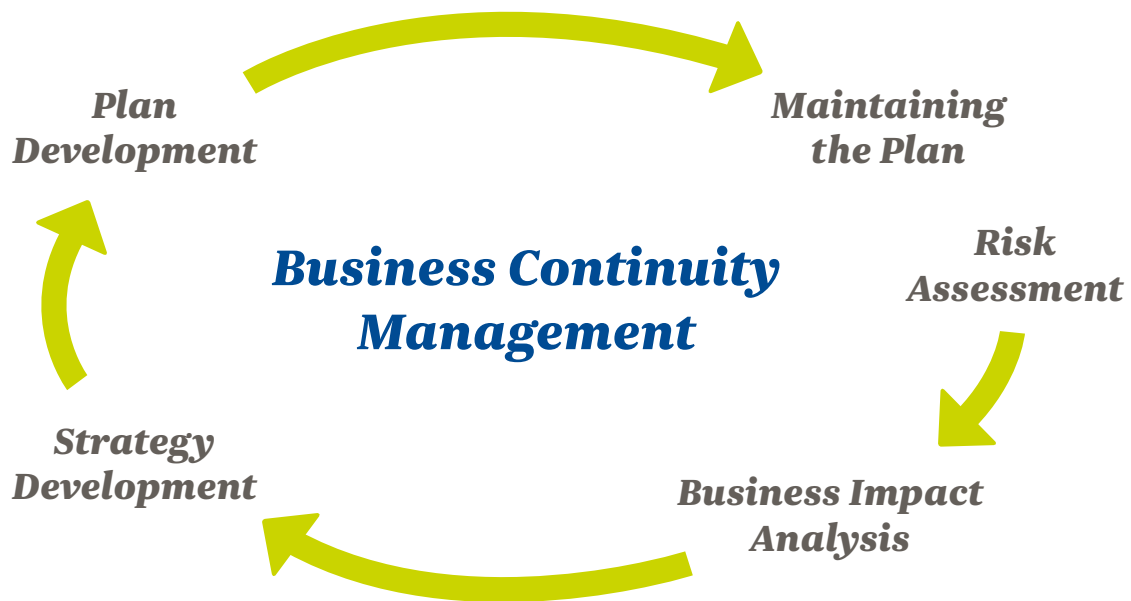 Plan
Development
Maintaining
the Plan
Risk
Assessment
Business Continuity
Management
Strategy
Development
Business Impact
Analysis